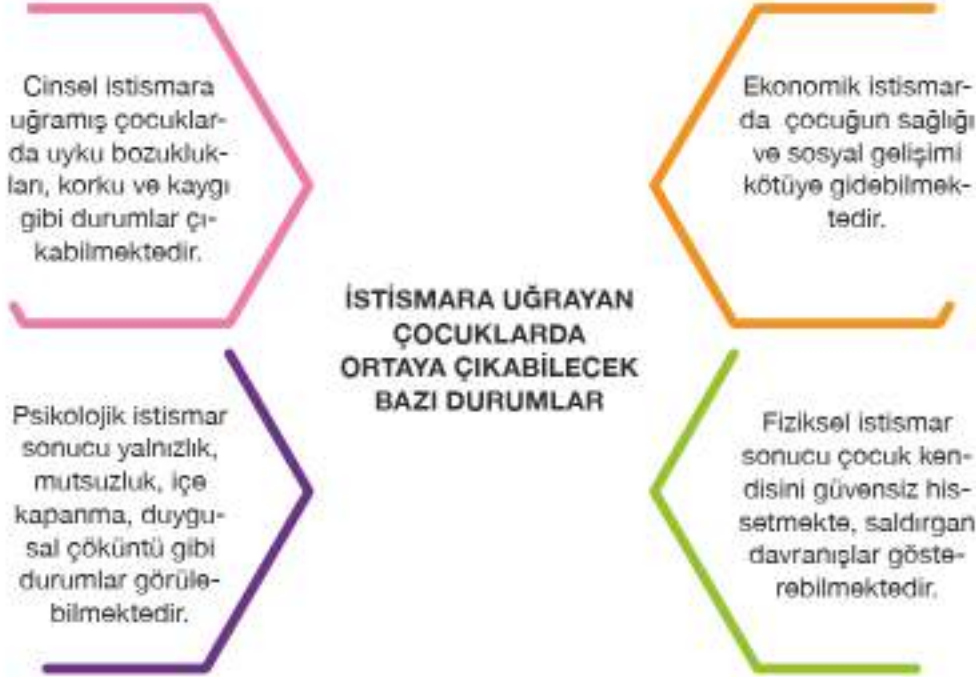 Cinsel istismara
uğramış çocuklar-
da uyku bozukluk-
ları, korku ve kaygı
gibi durumlar çı-
kabilmektedir.
Ekonomik istismar-
da çocuğun sağlığı
ve sosyal gelişimi
kötüye gidebilmek-
tedir.
İSTİSMARA UĞRAYAN
ÇOCUKLARDA
ORTAYA ÇIKABİLECEK
BAZI DURUMLAR
Psikolojik istismar
sonucu yalnızlık,
mutsuzluk, içe
kapanma, duygu-
sal çöküntü gibi
durumlar görüle-
bilmektedir.
Fiziksel istismar
sonucu çocuk ken-
disini güvensiz his-
setmekte, saldırgan
davranışlar göste-
rebilmektedir.